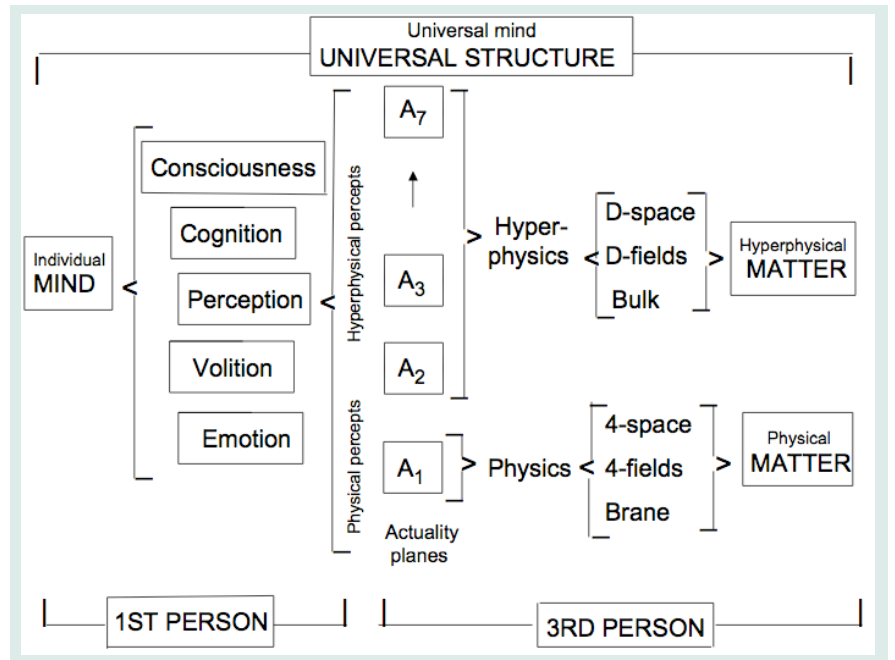 Universal mind
UNIVERSAL STRUCTURE
Individual
MIND
<
Consciousness
Cognition
Perception
Volition
Emotion
<
Hyperphysical percepts
Physical percepts
A7
A3
A2
A1
Actuality
planes
>
Hyper-
physics
<
D-space
D-fields
Bulk
>
Hyperphysical
MATTER
>
Physics
<
4-space
4-fields
Brane
>
Physical
MATTER
1ST PERSON
3RD PERSON